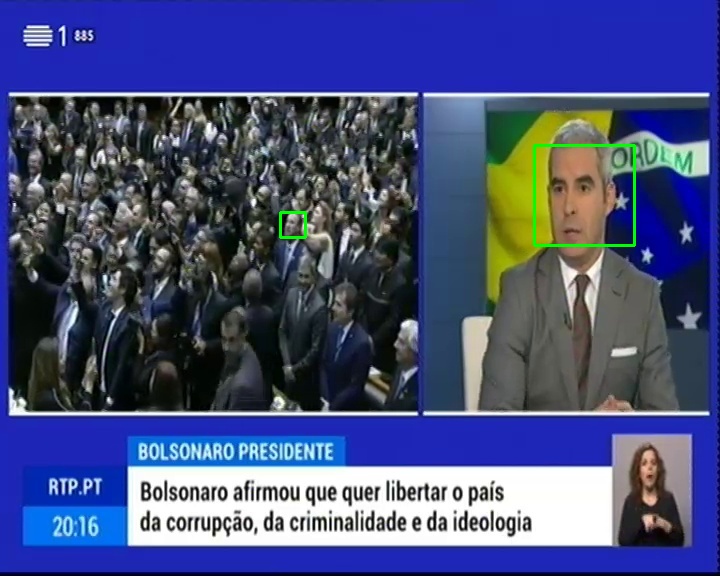 1 885
ORDEM
BOLSONARO PRESIDENTE
RTP.PT
20:16
Bolsonaro afirmou que quer libertar o país
da corrupção, da criminalidade e da ideologia